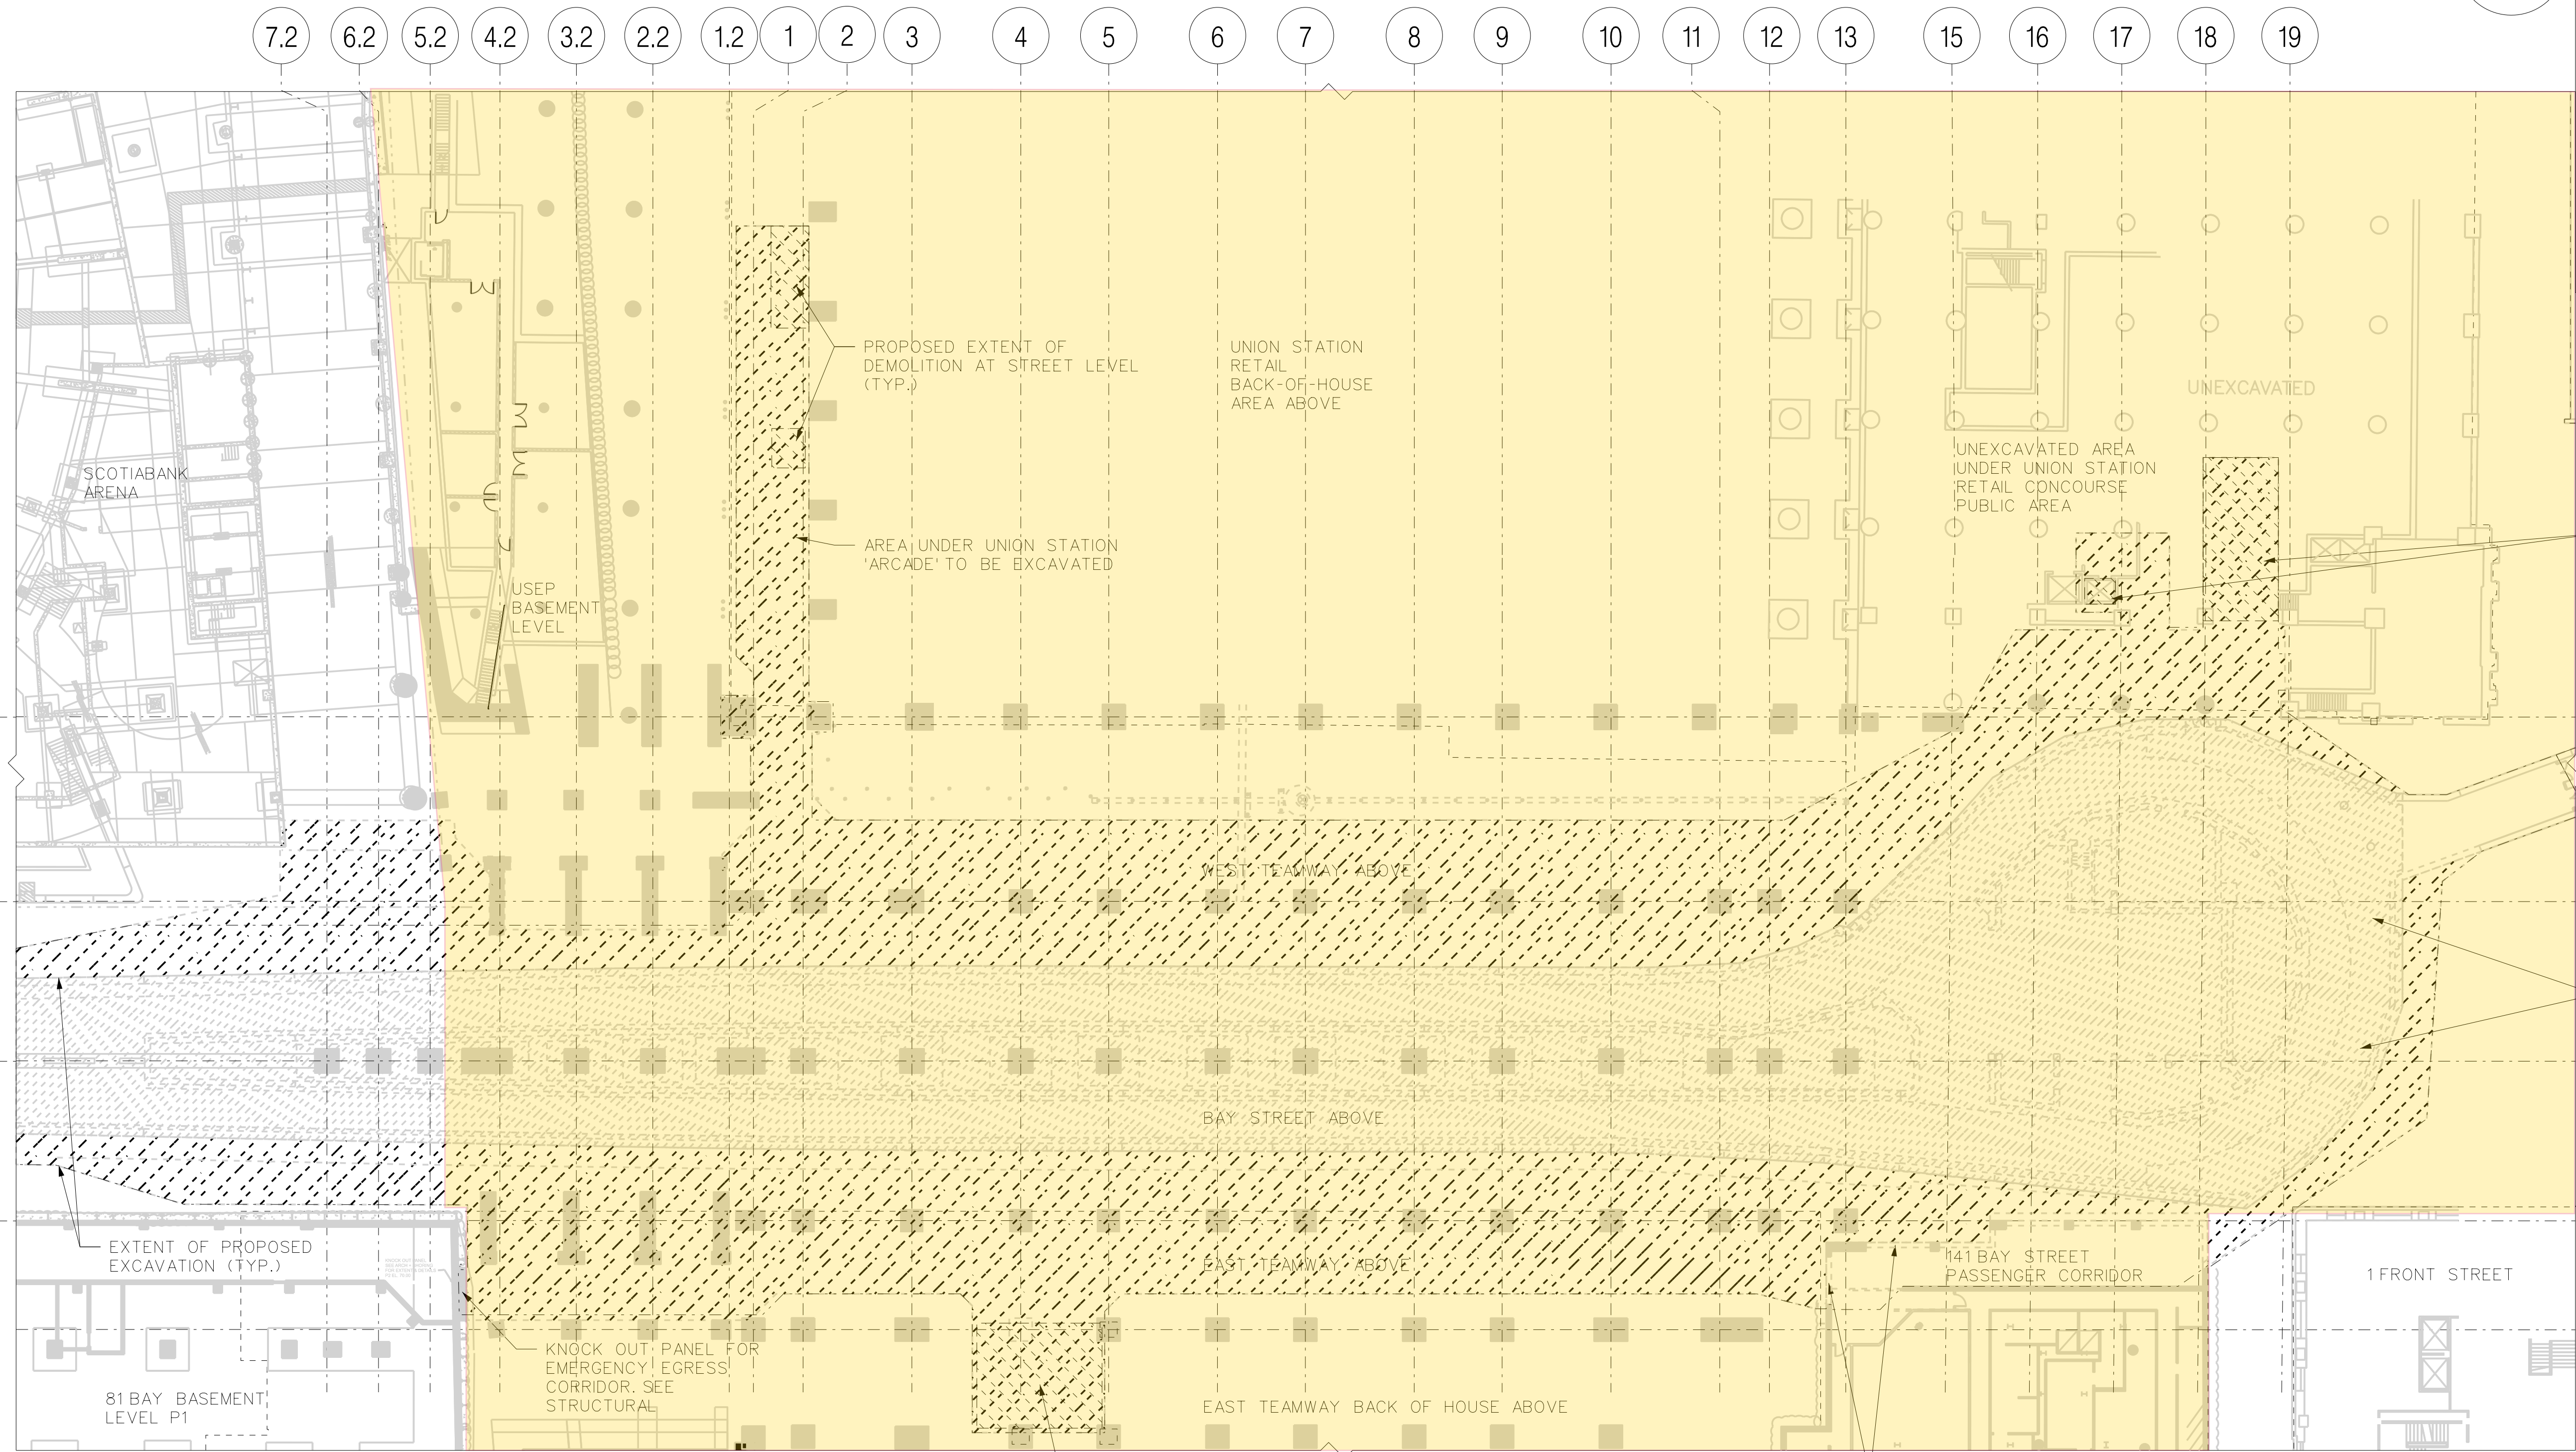 7.2 6.2 5.2 4.2 3.2 2.2 1.2 1 2 3 4 5 6 7 8 9 10 11 12 13 15 16 17 18 19
PROPOSED EXTENT OF
DEMOLITION AT STREET LEVEL
(TYP.)
UNION STATION
RETAIL
BACK-OF-HOUSE
AREA ABOVE
UNEXCAVATED
UNEXCAVATED AREA
UNDER UNION STATION
RETAIL CONCOURSE
PUBLIC AREA
SCOTIABANK
ARENA
AREA UNDER UNION STATION
'ARCADE' TO BE EXCAVATED
USEP
BASEMENT
LEVEL
WEST TEAMWAY ABOVE
BAY STREET ABOVE
EXTENT OF PROPOSED
EXCAVATION (TYP.)
EAST TEAMWAY ABOVE
141 BAY STREET
PASSENGER CORRIDOR
1 FRONT STREET
KNOCK OUT PANEL FOR
EMERGENCY EGRESS
CORRIDOR. SEE
STRUCTURAL
81 BAY BASEMENT
LEVEL P1
EAST TEAMWAY BACK OF HOUSE ABOVE